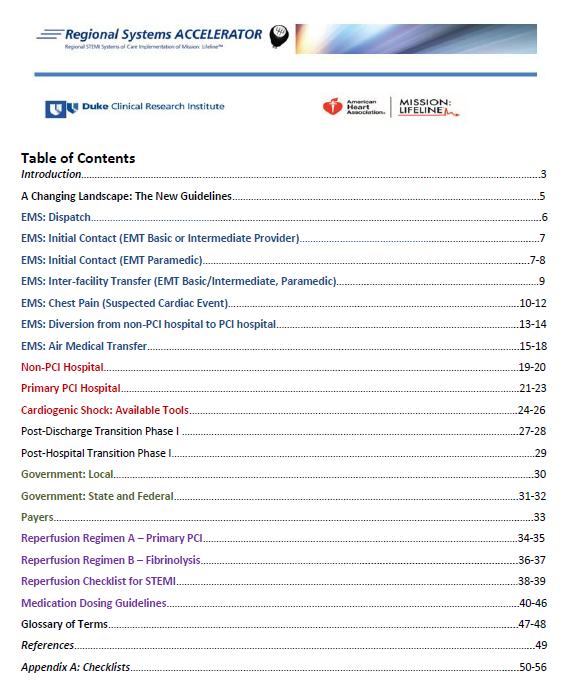 Regional Systems ACCELERATOR
Regional STEMI Systems of Care Implementation of Mission: Lifeline™
Duke Clinical Research Institute
American
Heart
Association®
MISSION:
LIFELINE
Table of Contents
Introduction 3
A Changing Landscape: The New Guidelines 5
EMS: Dispatch 6
EMS: Initial Contact (EMT Basic or Intermediate Provider) 7
EMS: Initial Contact (EMT Paramedic) 7-8
EMS: Inter-facility Transfer (EMT Basic/Intermediate, Paramedic) 9
EMS: Chest Pain (Suspected Cardiac Event) 10-12
EMS: Diversion from non-PCI hospital to PCI hospital 13-14
EMS: Air Medical Transfer 15-18
Non-PCI Hospital 19-20
Primary PCI Hospital 21-23
Cardiogenic Shock: Available Tools 24-26
Post-Discharge Transition Phase I 27-28
Post-Hospital Transition Phase I 29
Government: Local 30
Government: State and Federal 31-32
Payers 33
Reperfusion Regimen A – Primary PCI 34-35
Reperfusion Regimen B – Fibrinolysis 36-37
Reperfusion Checklist for STEMI 38-39
Medication Dosing Guidelines 40-46
Glossary of Terms 47-48
References 49
Appendix A: Checklists 50-56